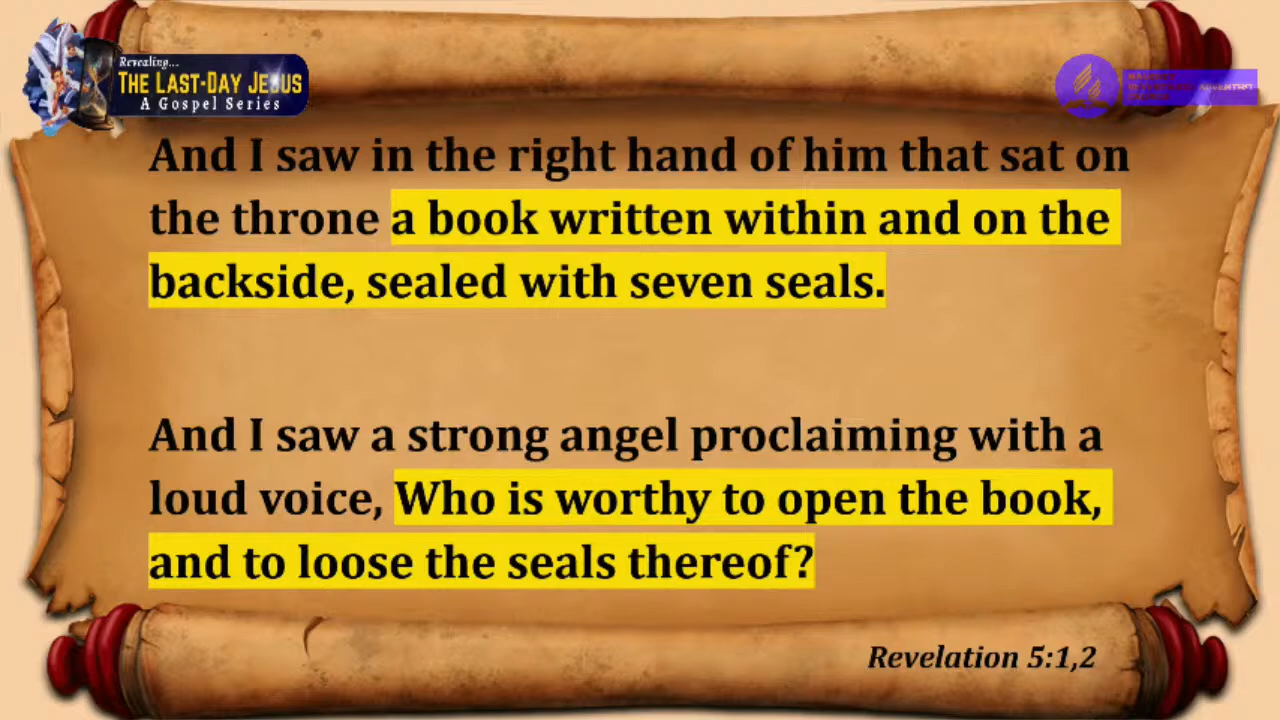 Revealing...
THE LAST-DAY JESUS
A Gospel Series
And I saw in the right hand of him that sat on
the throne a book written within and on the
backside, sealed with seven seals.
And I saw a strong angel proclaiming with a
loud voice, Who is worthy to open the book,
and to loose the seals thereof?
Revelation 5:1,2